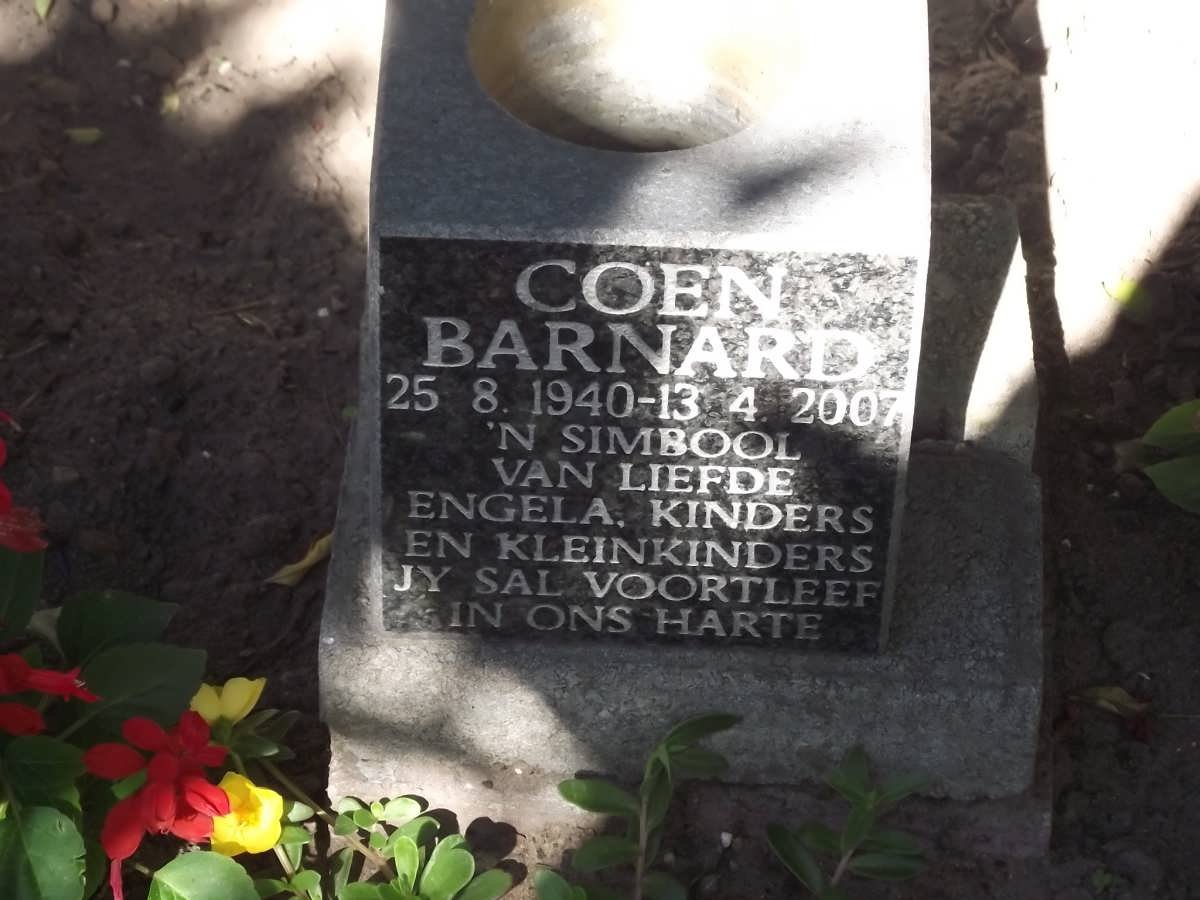 COEN
BARNARD
25. 8. 1940-13. 4. 2007
'N SIMBOOL
VAN LIEFDE
ENGELA, KINDERS
EN KLEINKINDERS
JY SAL VOORTLEEF
IN ONS HARTE